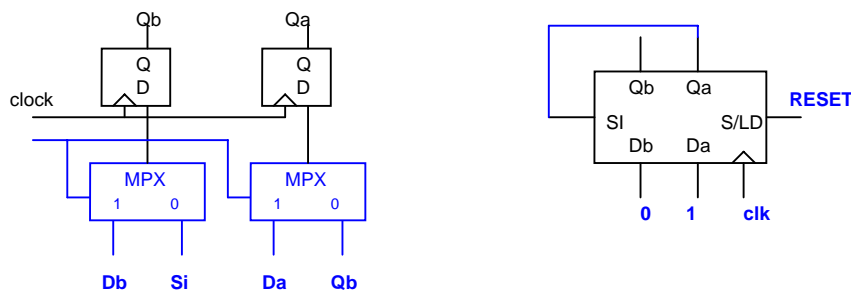 Qb Qa
Q Q
D D
clock
MPX MPX
1 0 1 0
Db Si Da Qb
Qb Qa
SI S/LD RESET
Db Da
0 1 clk